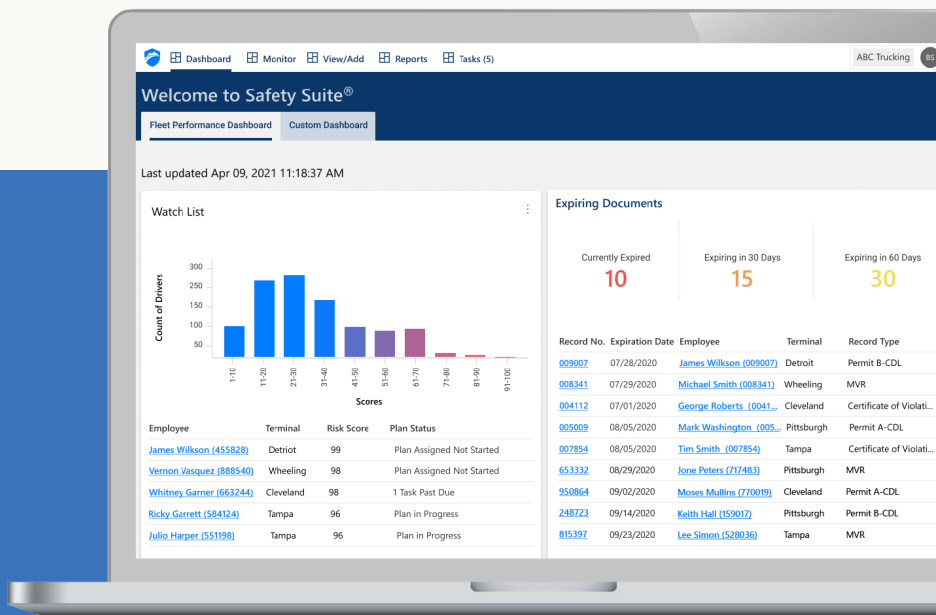 Dashboard Monitor View/Add Reports Tasks (5) ABC Trucking BS
Welcome to Safety Suite®
Fleet Performance Dashboard Custom Dashboard
Last updated Apr 09, 2021 11:18:37 AM
Watch List
Count of Drivers
300
250
150
100
50
1-10 11-20 21-30 31-40 41-50 51-60 61-70 71-80 81-90 91-100
Scores
Employee Terminal Risk Score Plan Status
James Wilkson (455828) Detriot 99 Plan Assigned Not Started
Vernon Vasquez (888540) Wheeling 98 Plan Assigned Not Started
Whitney Garner (663244) Cleveland 98 1 Task Past Due
Ricky Garrett (584124) Tampa 96 Plan in Progress
Julio Harper (551198) Tampa 96 Plan in Progress
Expiring Documents
Currently Expired Expiring in 30 Days Expiring in 60 Days
10 15 30
Record No. Expiration Date Employee Terminal Record Type
009007 07/28/2020 James Wilkson (009007) Detroit Permit B-CDL
008341 07/29/2020 Michael Smith (008341) Wheeling MVR
004112 07/01/2020 George Roberts (0041... Cleveland Certificate of Violati...
005009 08/05/2020 Mark Washington (005... Pittsburgh Permit A-CDL
007854 08/05/2020 Tim Smith (007854) Tampa Certificate of Violati...
653332 08/29/2020 Jone Peters (717483) Pittsburgh MVR
950864 09/02/2020 Moses Mullins (770019) Cleveland Permit A-CDL
248723 09/14/2020 Keith Hall (159017) Pittsburgh Permit B-CDL
815397 09/23/2020 Lee Simon (528036) Tampa MVR